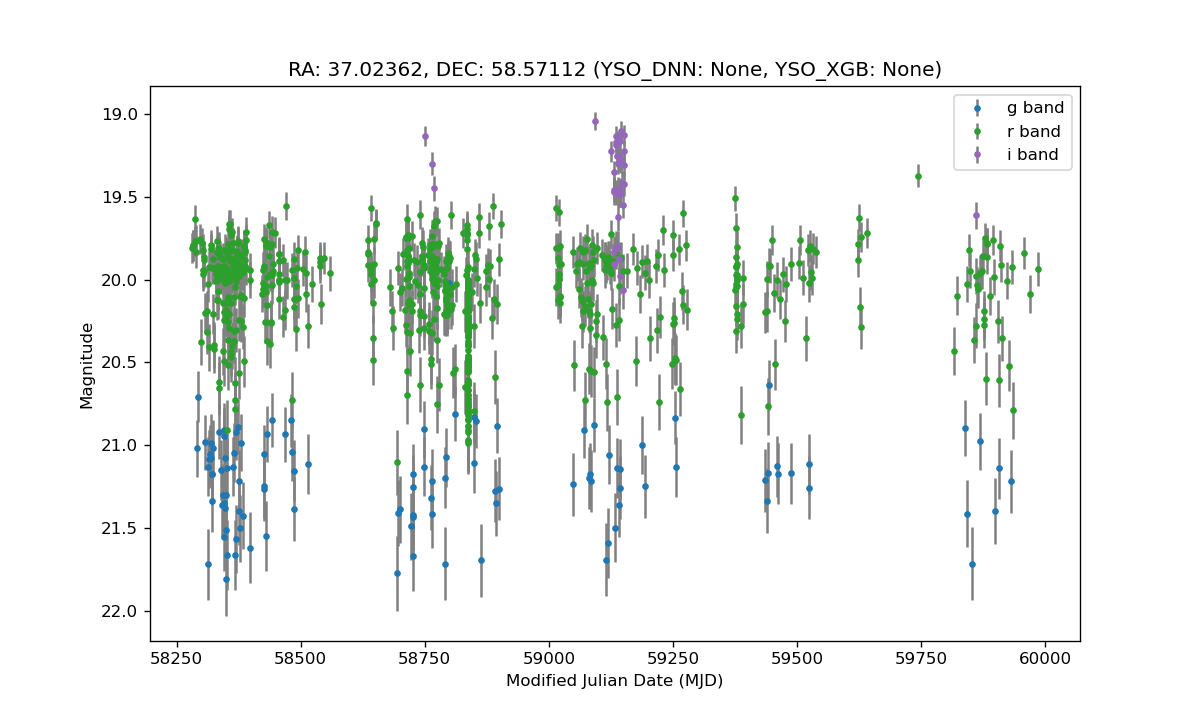 RA: 37.02362, DEC: 58.57112 (YSO_DNN: None, YSO_XGB: None)
g band
r band
i band
19.0
19.5
20.0
20.5
21.0
21.5
22.0
Magnitude
58250 58500 58750 59000 59250 59500 59750 60000
Modified Julian Date (MJD)